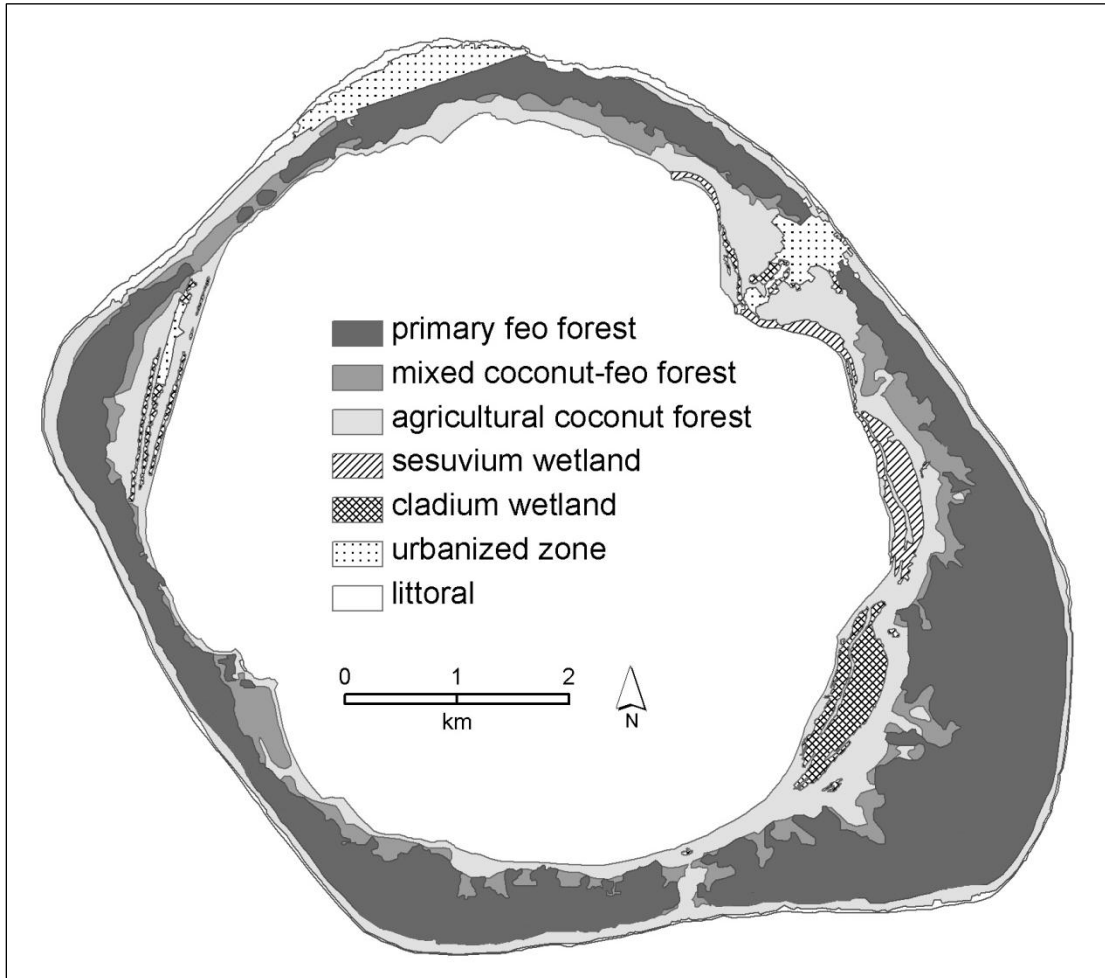 primary feo forest
mixed coconut-feo forest
agricultural coconut forest
sesuvium wetland
cladium wetland
urbanized zone
littoral
0 1 2
km
N